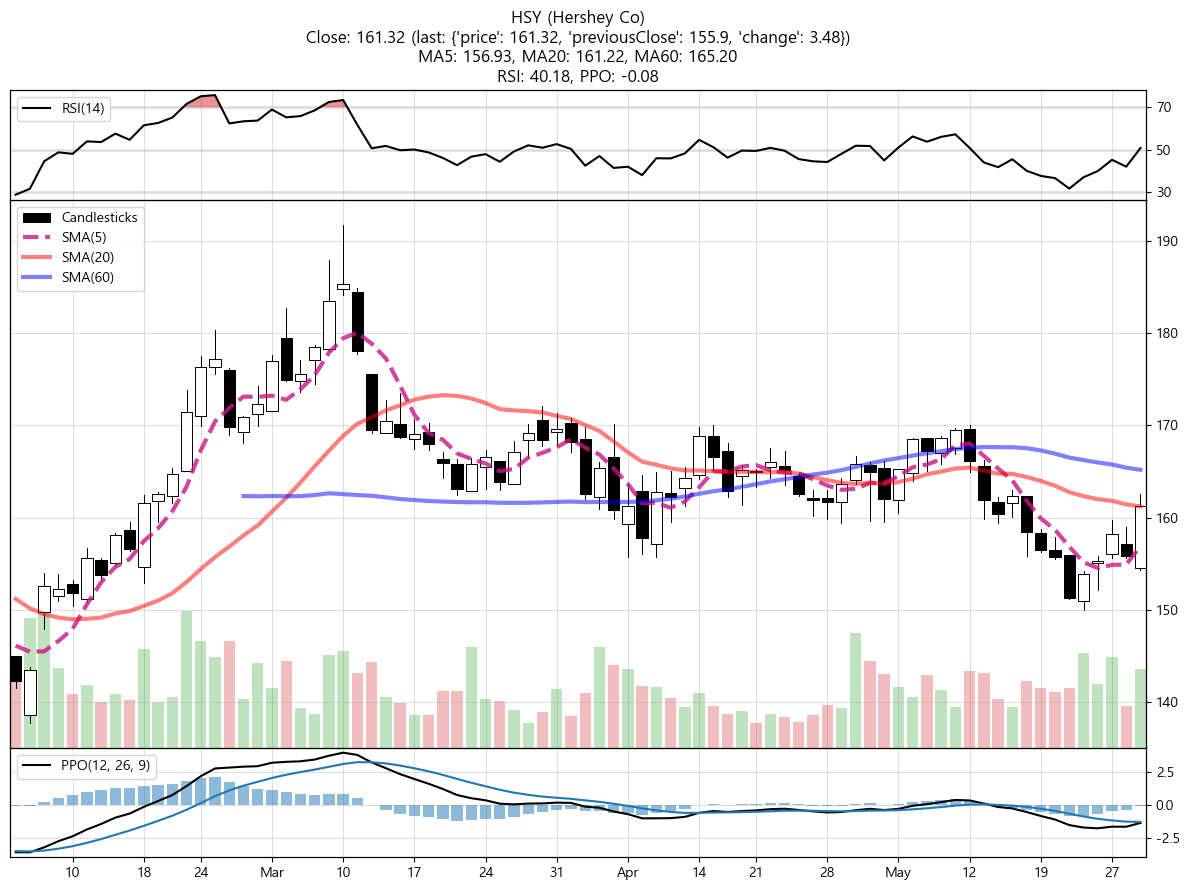 HSY (Hershey Co)
Close: 161.32 (last: {'price': 161.32, 'previousClose': 155.9, 'change': 3.48})
MA5: 156.93, MA20: 161.22, MA60: 165.20
RSI: 40.18, PPO: -0.08
RSI(14)
70
50
30
Candlesticks
SMA(5)
SMA(20)
SMA(60)
190
180
170
160
150
140
PPO(12, 26, 9)
2.5
0.0
-2.5
10 18 24 Mar 10 17 24 31 Apr 14 21 28 May 12 19 27